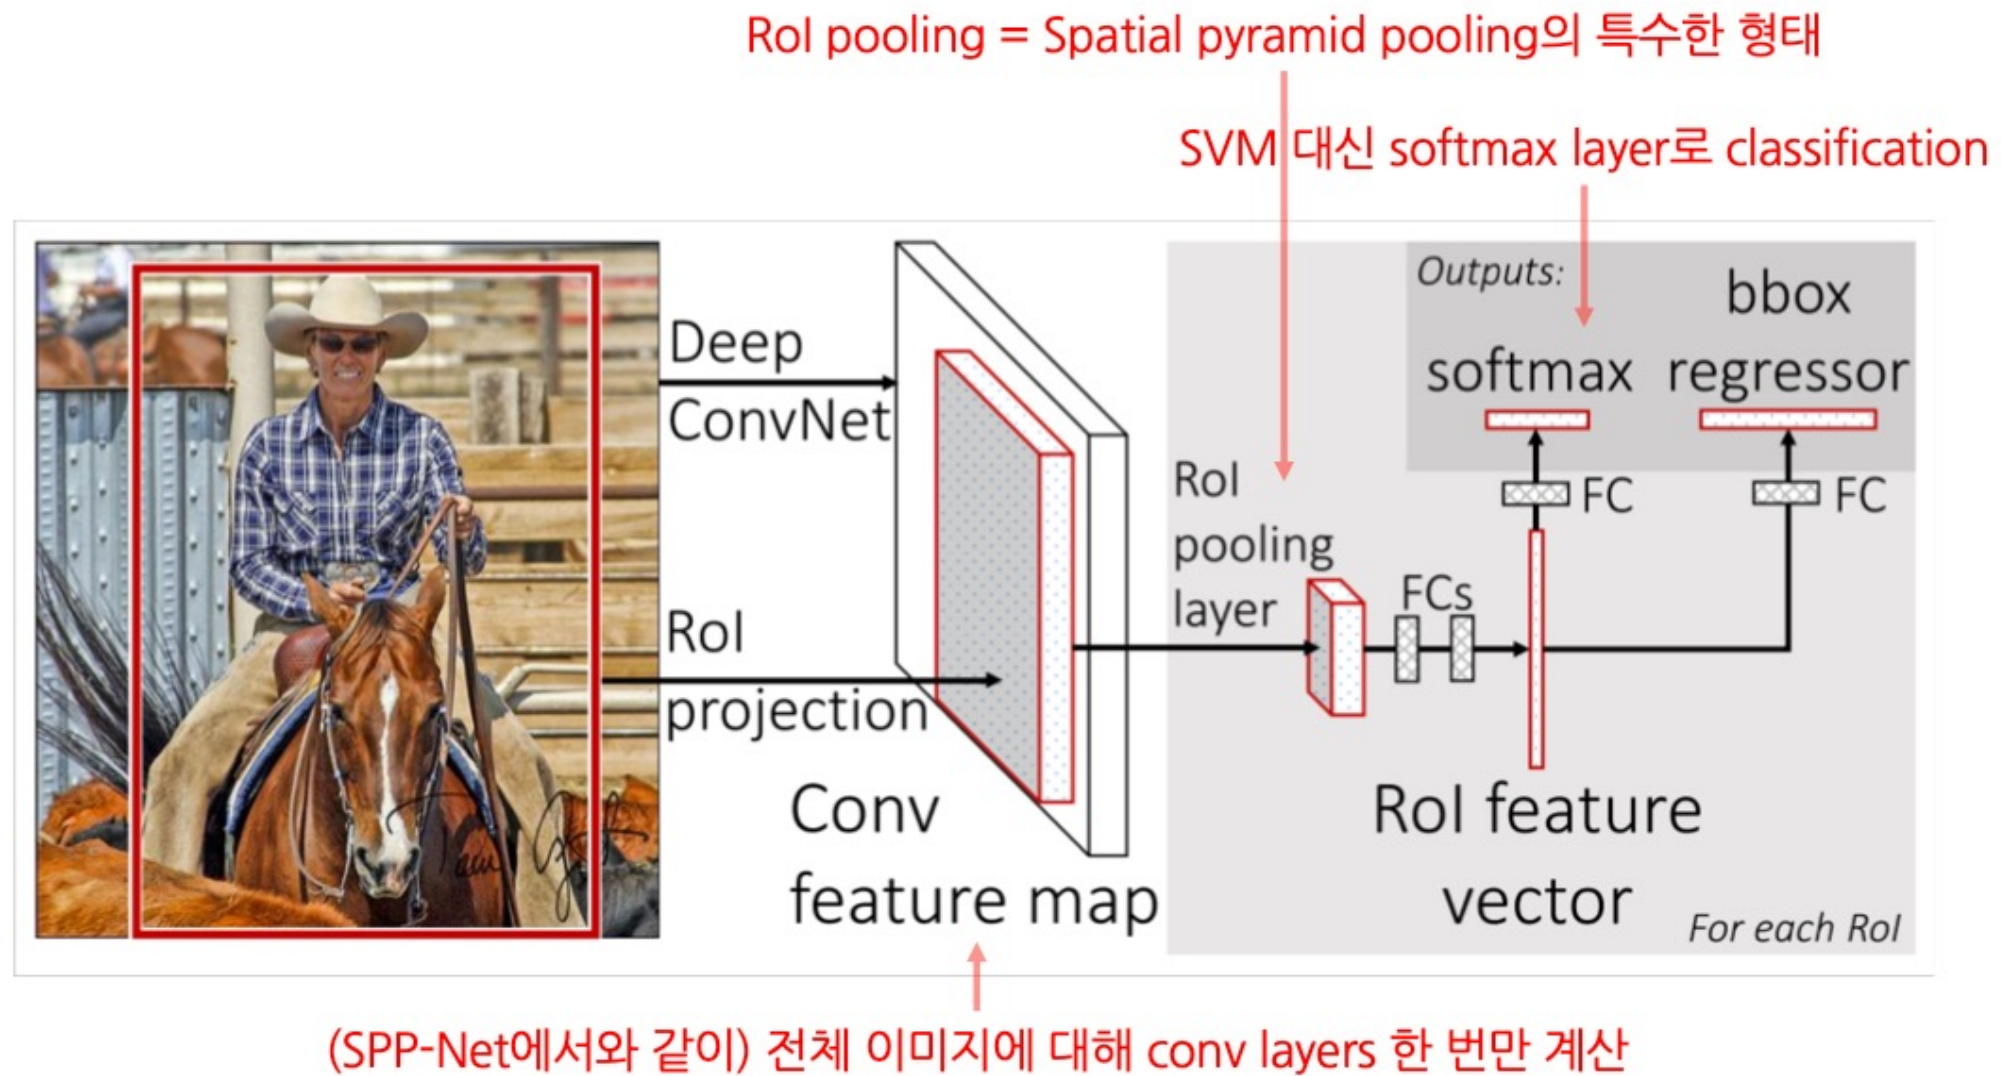 RoI pooling = Spatial pyramid pooling의 특수한 형태
SVM 대신 softmax layer로 classification
Deep
ConvNet
RoI
projection
Conv
feature map
RoI
pooling
layer
FCs
Outputs:
softmax
bbox
regressor
FC
FC
RoI feature
vector
For each RoI
(SPP-Net에서와 같이) 전체 이미지에 대해 conv layers 한 번만 계산